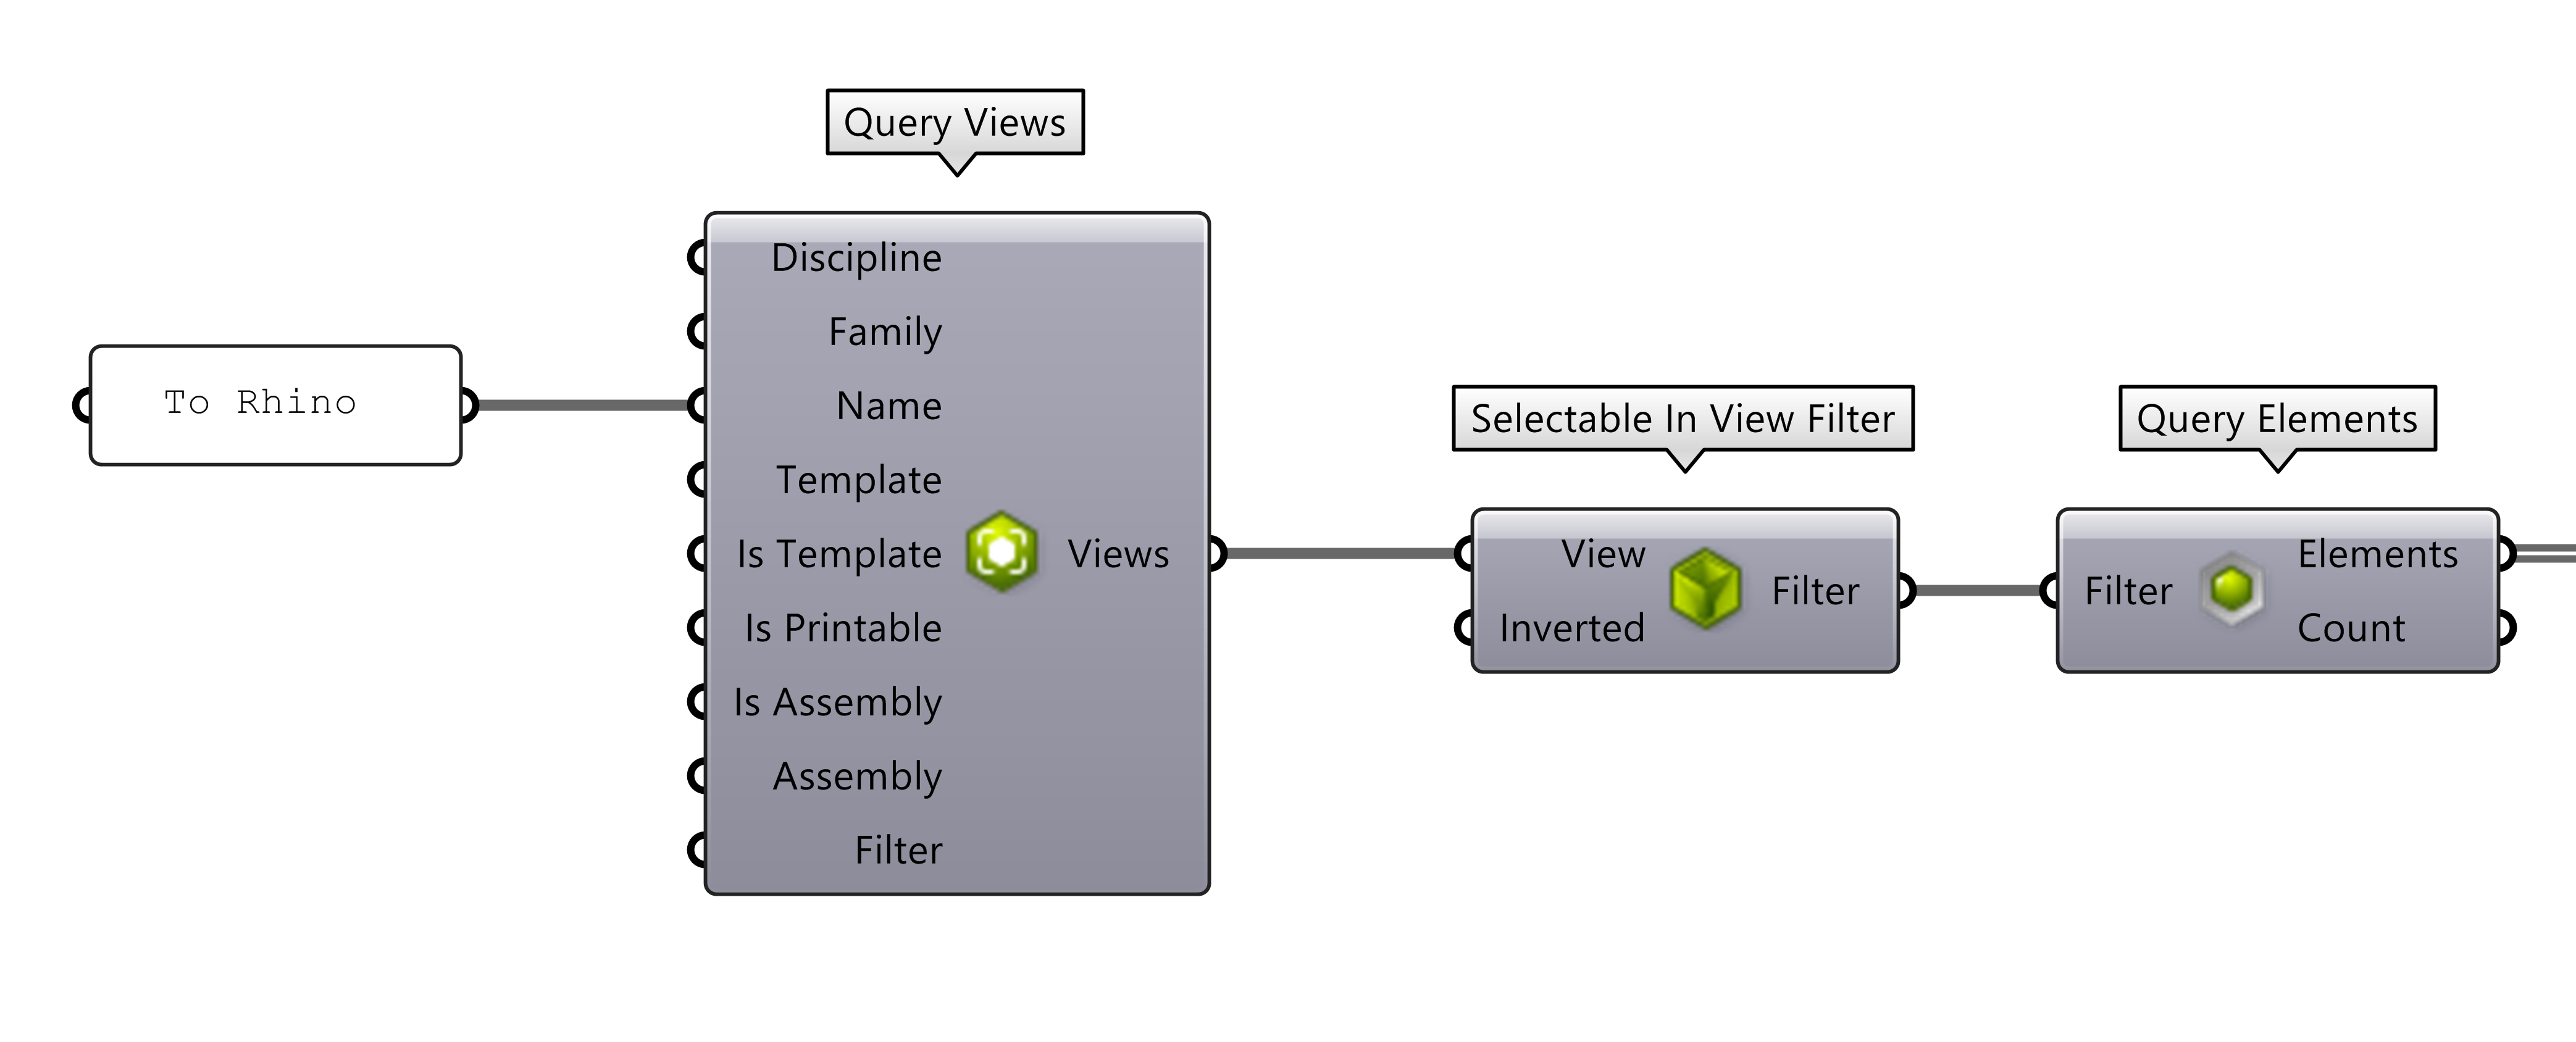 Query Views
Discipline
Family
To Rhino
Name
Template
Is Template
Views
Is Printable
Is Assembly
Assembly
Filter
Selectable In View Filter
View
Inverted
Filter
Query Elements
Filter
Elements
Count